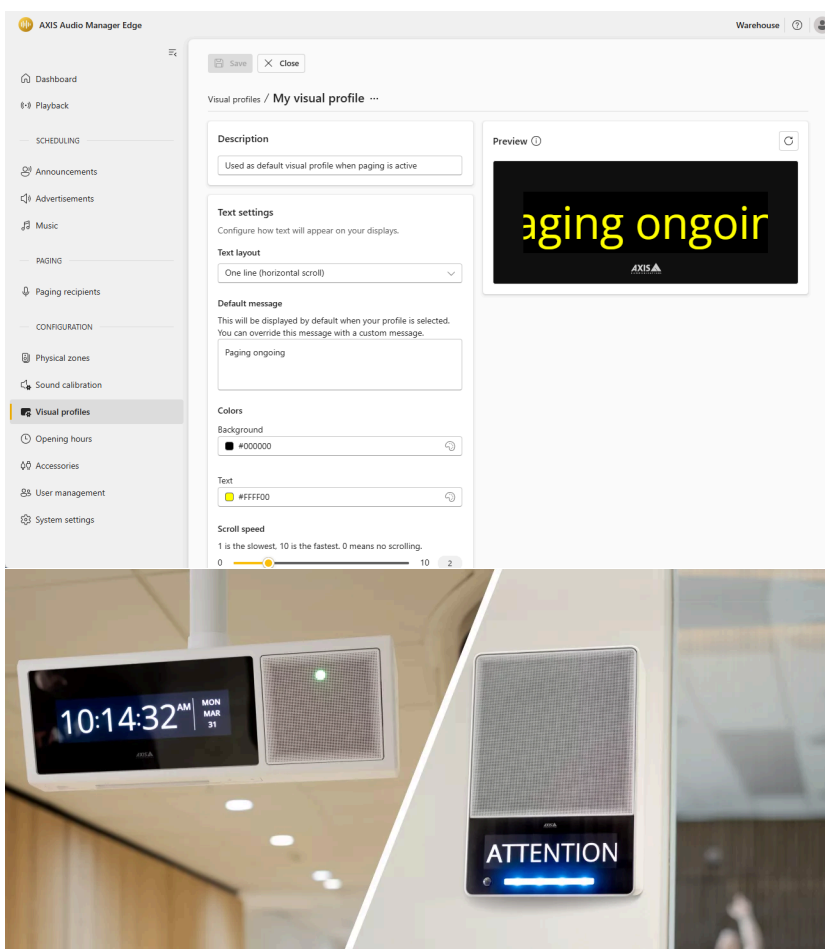 AXIS Audio Manager Edge
Warehouse
Dashboard
Playback
SCHEDULING
Announcements
Advertisements
Music
PAGING
Paging recipients
CONFIGURATION
Physical zones
Sound calibration
Visual profiles
Opening hours
Accessories
User management
System settings
Save
Close
Visual profiles / My visual profile ...
Description
Used as default visual profile when paging is active
Text settings
Configure how text will appear on your displays.
Text layout
One line (horizontal scroll)
Default message
This will be displayed by default when your profile is selected.
You can override this message with a custom message.
Paging ongoing
Colors
Background
#000000
Text
#FFFF00
Scroll speed
1 is the slowest, 10 is the fastest. 0 means no scrolling.
0 10 2
Preview
aging ongoin
AXIS
10:14:32 AM
MON
MAR
31
AXIS
AXIS
ATTENTION